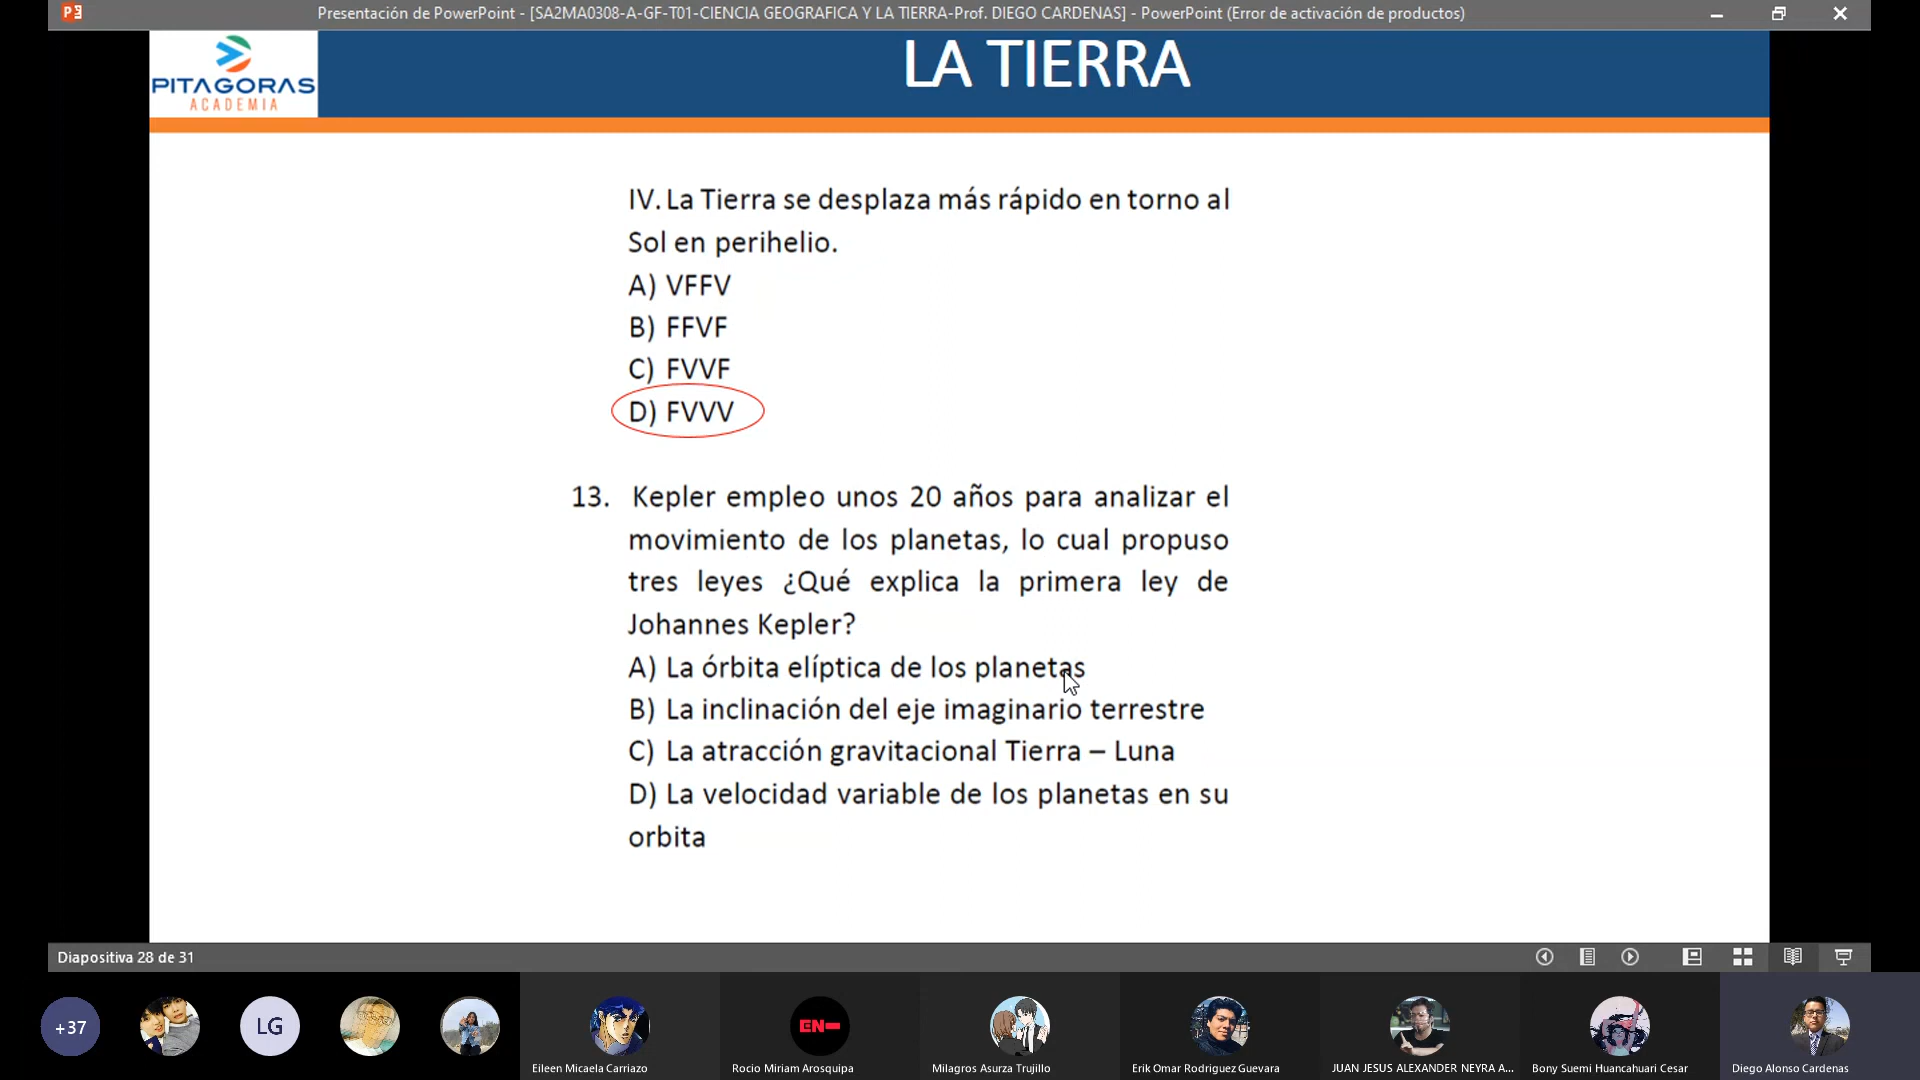 Presentación de PowerPoint - [SA2MA0308-A-GF-T01-CIENCIA GEOGRAFICA Y LA TIERRA-Prof. DIEGO CARDENAS] - PowerPoint (Error de activación de productos)
PITAGORAS
ACADEMIA
LA TIERRA
IV. La Tierra se desplaza más rápido en torno al
Sol en perihelio.
A) VFFV
B) FFVF
C) FVVF
D) FVVV
13. Kepler empleo unos 20 años para analizar el
movimiento de los planetas, lo cual propuso
tres leyes ¿Qué explica la primera ley de
Johannes Kepler?
A) La órbita elíptica de los planetas
B) La inclinación del eje imaginario terrestre
C) La atracción gravitacional Tierra – Luna
D) La velocidad variable de los planetas en su
orbita
Diapositiva 28 de 31
+37
LG
EN
Eileen Micaela Carriazo
Rocio Miriam Arosquipa
Milagros Asurza Trujillo
Erik Omar Rodriguez Guevara
JUAN JESUS ALEXANDER NEYRA A...
Bony Suemi Huancahuari Cesar
Diego Alonso Cardenas